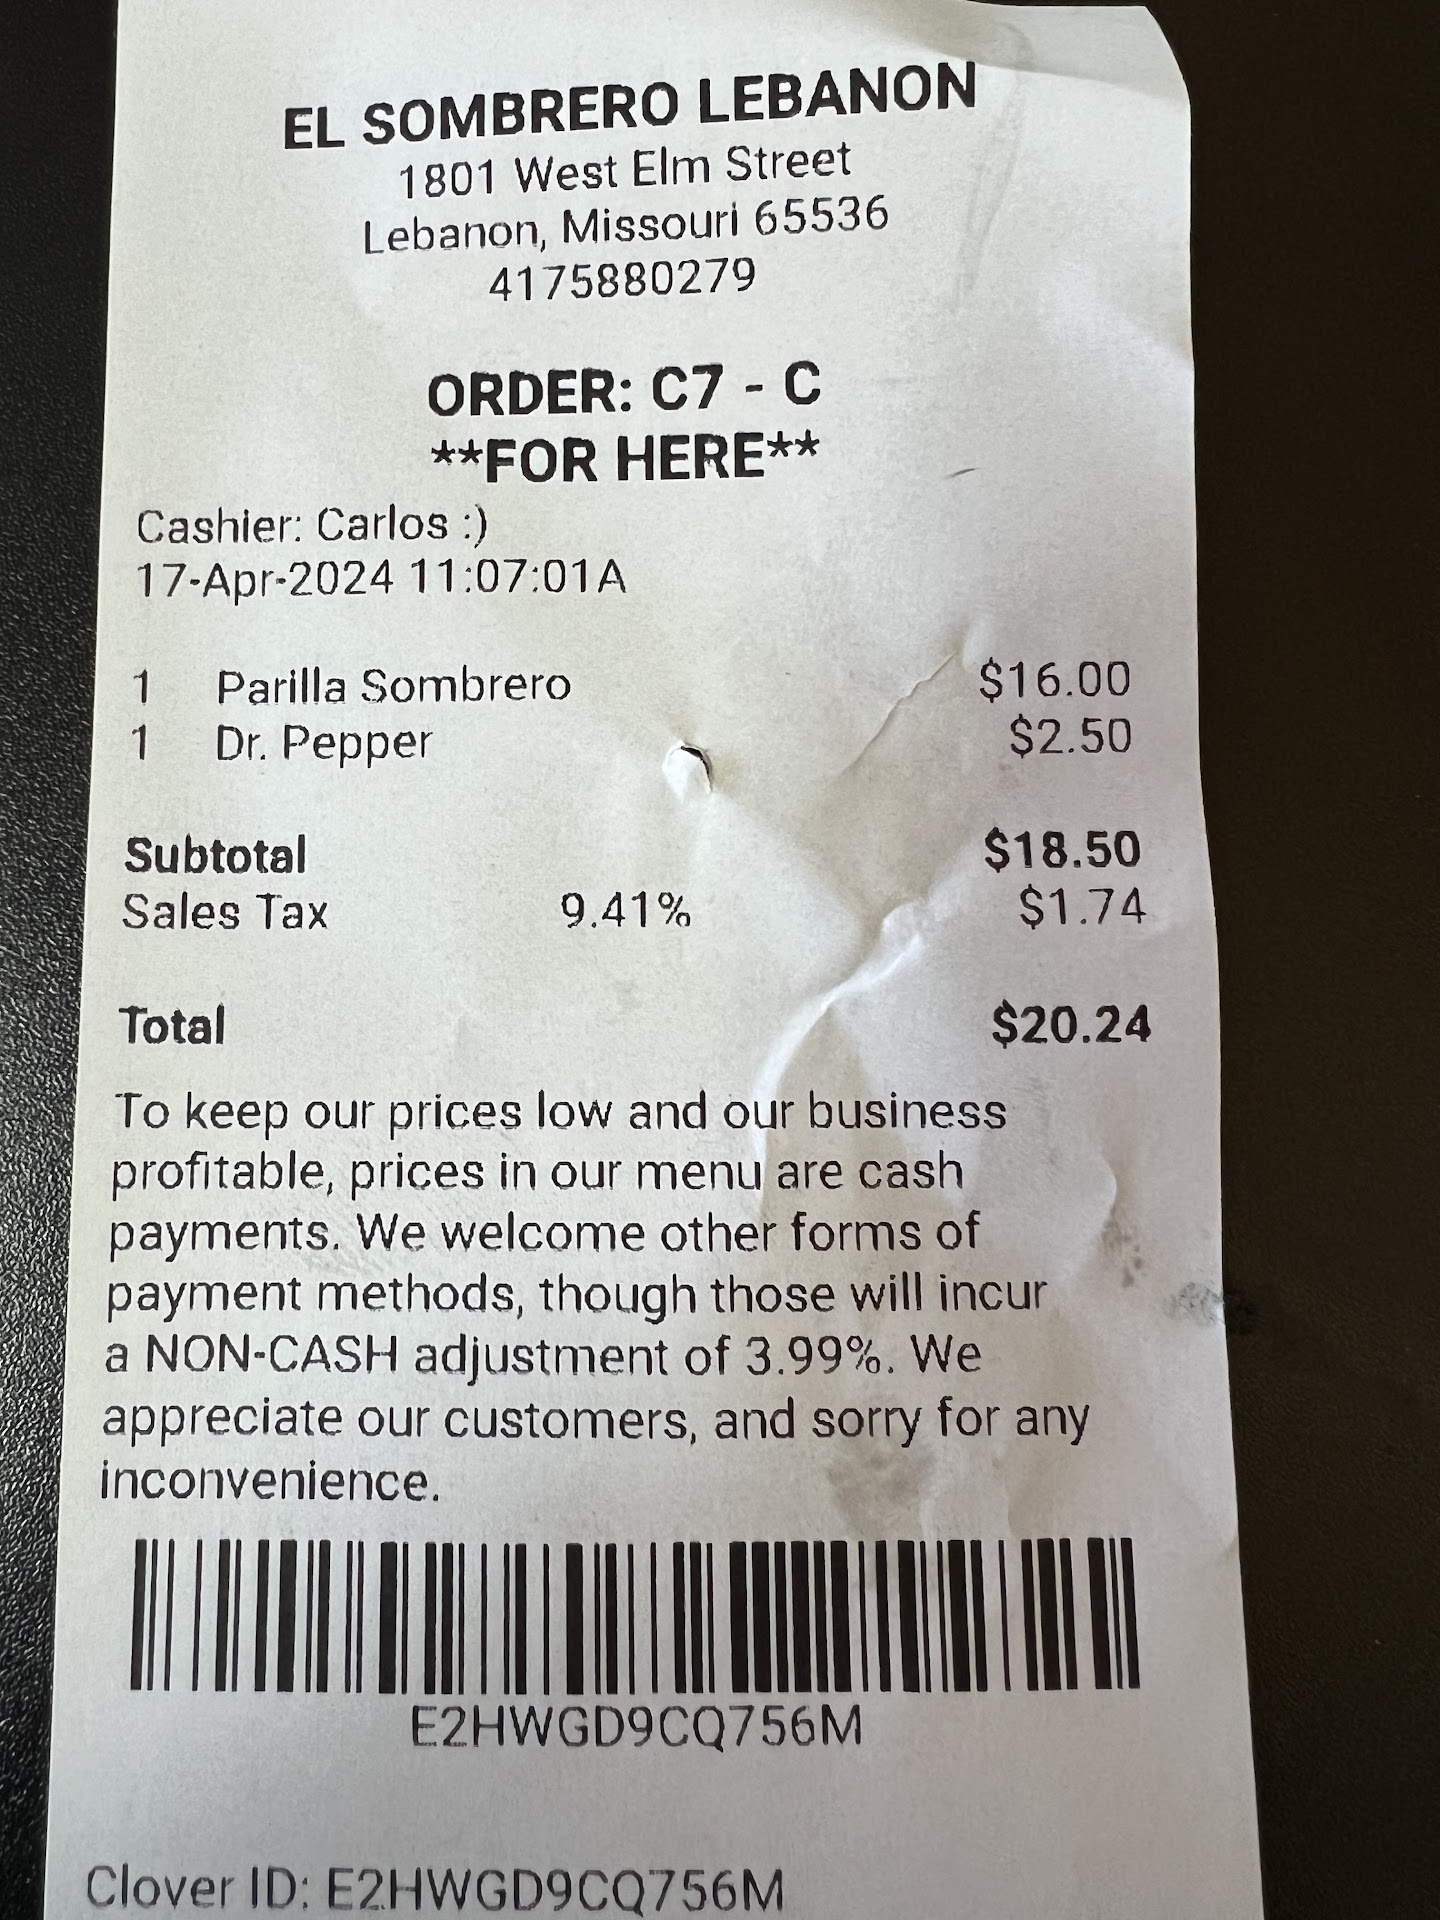 EL SOMBRERO LEBANON
1801 West Elm Street
Lebanon, Missouri 65536
4175880279
ORDER: C7 - C
**FOR HERE**
Cashier: Carlos :)
17-Apr-2024 11:07:01A
1 Parilla Sombrero $16.00
1 Dr. Pepper $2.50
Subtotal $18.50
Sales Tax 9.41% $1.74
Total $20.24
To keep our prices low and our business
profitable, prices in our menu are cash
payments. We welcome other forms of
payment methods, though those will incur
a NON-CASH adjustment of 3.99%. We
appreciate our customers, and sorry for any
inconvenience.
E2HWGD9CQ756M
Clover ID: E2HWGD9CQ756M